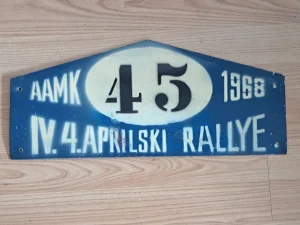 AAMK 45 1968
IV. 4. APRILSKI RALLYE